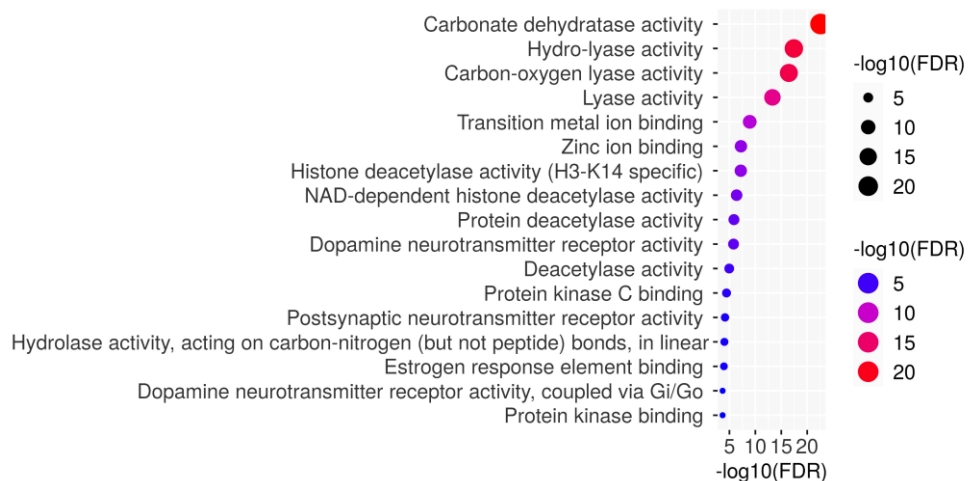 Carbonate dehydratase activity
Hydro-lyase activity
Carbon-oxygen lyase activity
Lyase activity
Transition metal ion binding
Zinc ion binding
Histone deacetylase activity (H3-K14 specific)
NAD-dependent histone deacetylase activity
Protein deacetylase activity
Dopamine neurotransmitter receptor activity
Deacetylase activity
Protein kinase C binding
Postsynaptic neurotransmitter receptor activity
Hydrolase activity, acting on carbon-nitrogen (but not peptide) bonds, in linear
Estrogen response element binding
Dopamine neurotransmitter receptor activity, coupled via Gi/Go
Protein kinase binding
5 10 15 20
-log10(FDR)
-log10(FDR)
5
10
15
20
-log10(FDR)
5
10
15
20